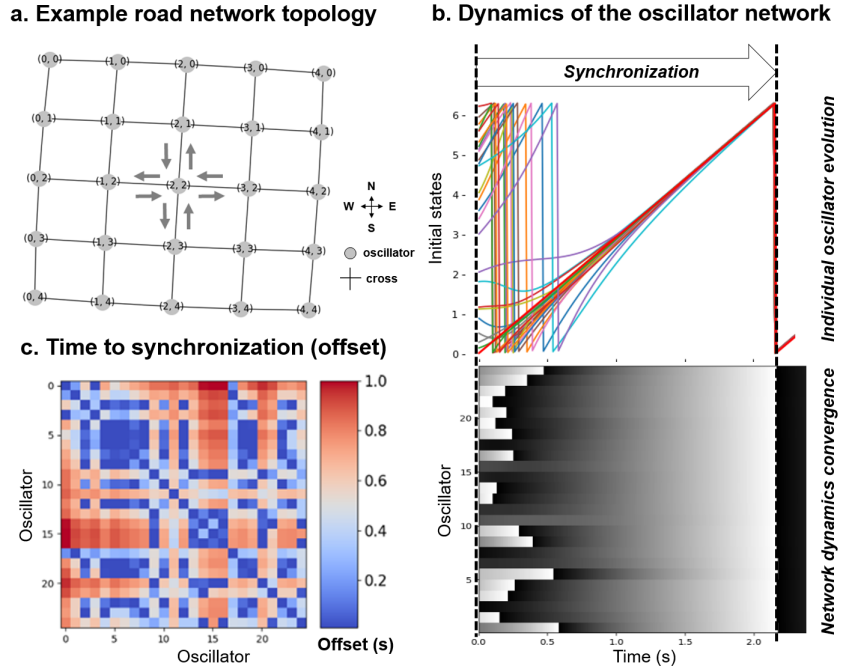 a. Example road network topology
(0, 0) (1, 0) (2, 0) (3, 0) (4, 0)
(0, 1) (1, 1) (2, 1) (3, 1) (4, 1)
(0, 2) (1, 2) (2, 2) (3, 2) (4, 2)
(0, 3) (1, 3) (2, 3) (3, 3) (4, 3)
(0, 4) (1, 4) (2, 4) (3, 4) (4, 4)
N
W E
S
oscillator
cross
b. Dynamics of the oscillator network
Synchronization
Initial states
6
5
4
3
2
1
0
Individual oscillator evolution
Oscillator
20
15
10
5
0.0 0.5 1.0 1.5 2.0
Time (s)
Network dynamics convergence
c. Time to synchronization (offset)
Oscillator
0
5
10
15
20
0 5 10 15 20
Oscillator
1.0
0.8
0.6
0.4
0.2
Offset (s)